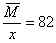 M̅/x = 82